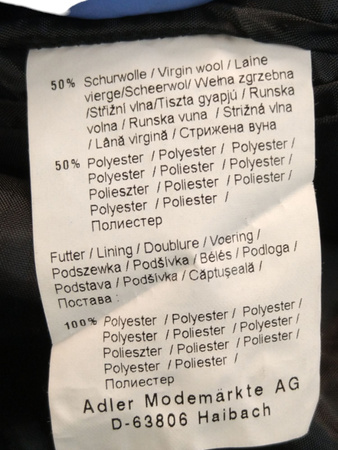 50% Schurwolle / Virgin wool / Laine
vierge/Scheerwol/ Wełna zgrzebna
/Střižní vlna/Tiszta gyapjú / Runska
volna / Runska vuna / Strižná vlna
/ Lână virgină / Стрижена вуна
50% Polyester / Polyester / Polyester /
Polyester / Poliester / Polyester /
Polieszter / Poliester / Poliester /
Polyester / Poliester /
Полиестер
Futter / Lining / Doublure / Voering /
Podszewka / Podšívka / Bélés / Podloga /
Podstava / Podšívka / Căptuşeală /
Постава :
100% Polyester / Polyester / Polyester /
Polyester / Poliester / Polyester /
Polieszter / Poliester / Poliester /
Polyester / Poliester /
Полиестер
Adler Modemärkte AG
D-63806 Haibach